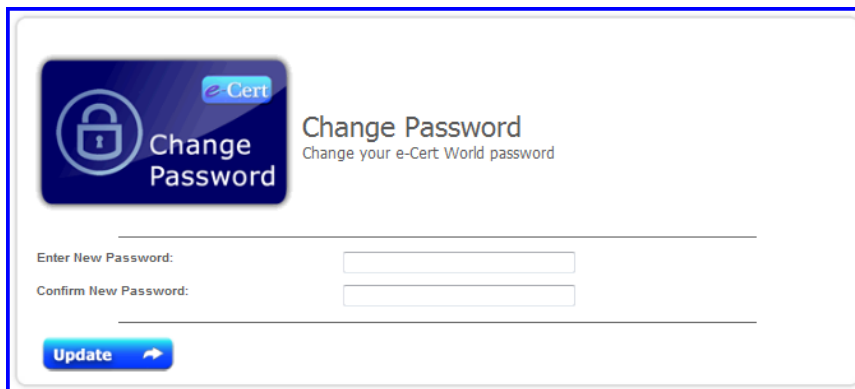 e-Cert
Change
Password
Change Password
Change your e-Cert World password
Enter New Password:
Confirm New Password:
Update